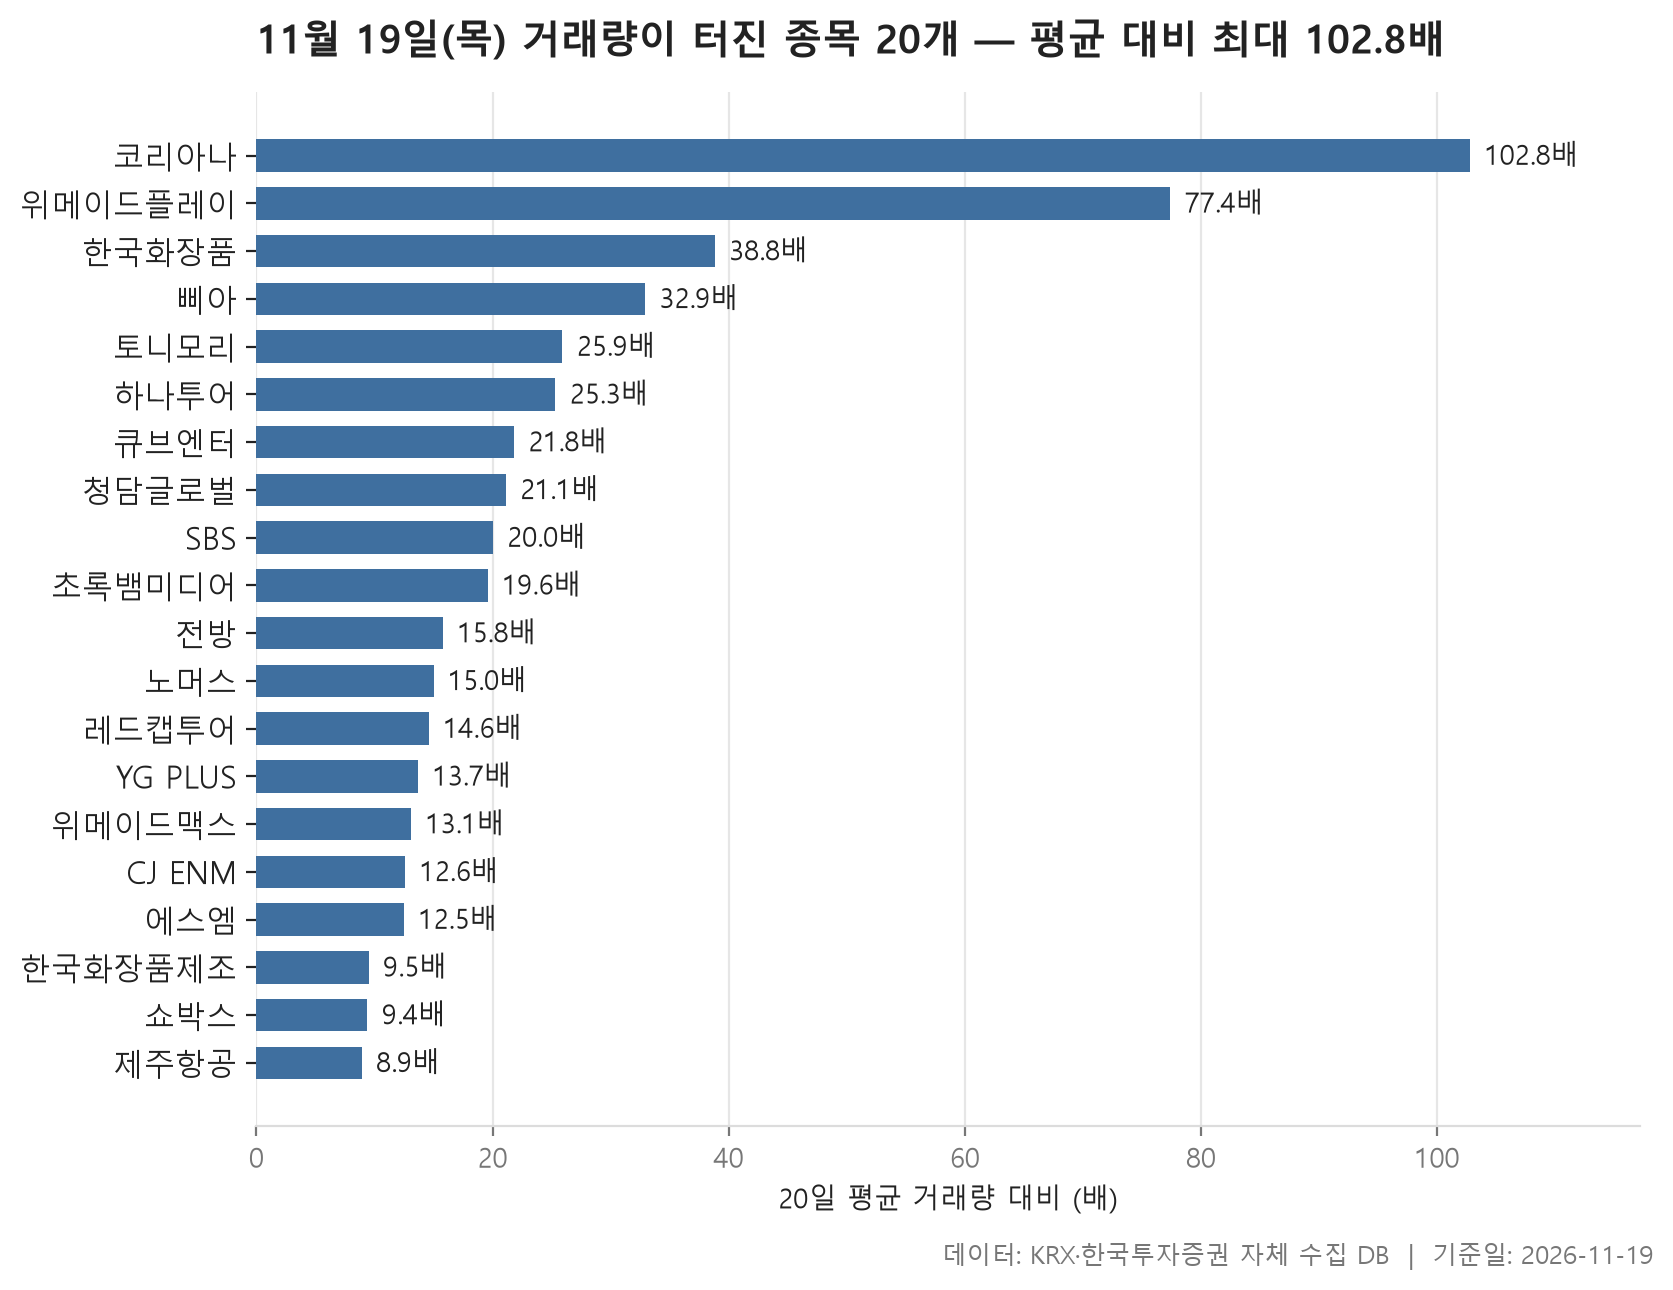 11월 19일(목) 거래량이 터진 종목 20개 — 평균 대비 최대 102.8배
코리아나 102.8배
위메이드플레이 77.4배
한국화장품 38.8배
삐아 32.9배
토니모리 25.9배
하나투어 25.3배
큐브엔터 21.8배
청담글로벌 21.1배
SBS 20.0배
초록뱀미디어 19.6배
전방 15.8배
노머스 15.0배
레드캡투어 14.6배
YG PLUS 13.7배
위메이드맥스 13.1배
CJ ENM 12.6배
에스엠 12.5배
한국화장품제조 9.5배
쇼박스 9.4배
제주항공 8.9배
0 20 40 60 80 100
20일 평균 거래량 대비 (배)
데이터: KRX·한국투자증권 자체 수집 DB | 기준일: 2026-11-19